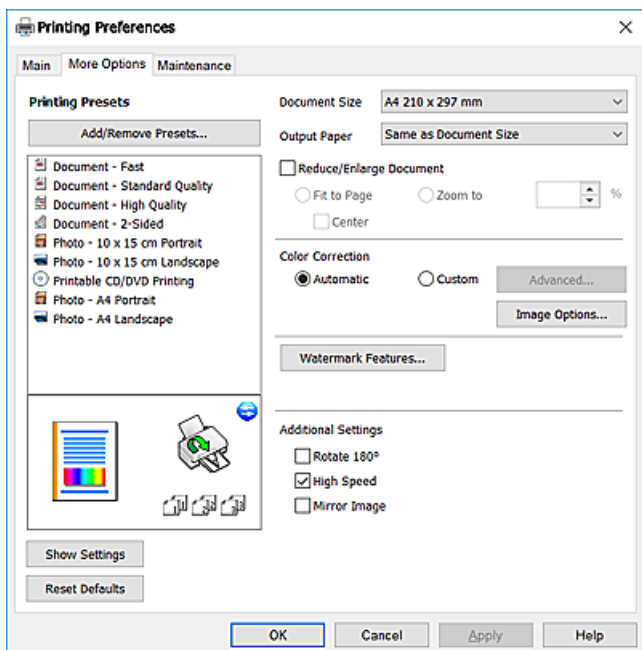 Printing Preferences
Main More Options Maintenance
Printing Presets
Add/Remove Presets...
Document - Fast
Document - Standard Quality
Document - High Quality
Document - 2-Sided
Photo - 10 x 15 cm Portrait
Photo - 10 x 15 cm Landscape
Printable CD/DVD Printing
Photo - A4 Portrait
Photo - A4 Landscape
Show Settings
Reset Defaults
Document Size A4 210 x 297 mm
Output Paper Same as Document Size
Reduce/Enlarge Document
Fit to Page Zoom to %
Center
Color Correction
Automatic Custom Advanced...
Image Options...
Watermark Features...
Additional Settings
Rotate 180°
High Speed
Mirror Image
OK Cancel Apply Help